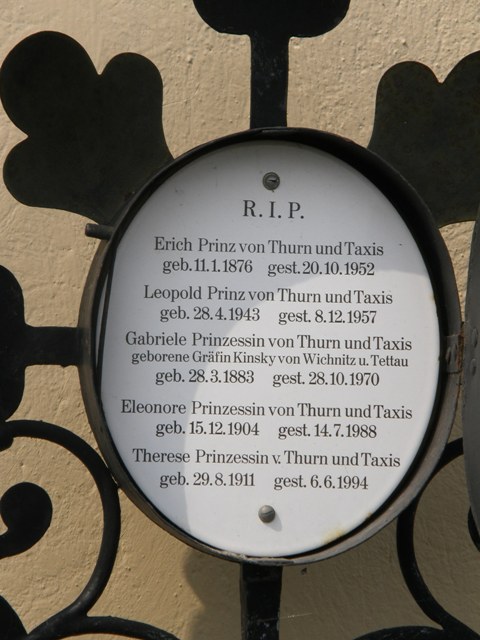 R. I. P.
Erich Prinz von Thurn und Taxis
geb. 11.1.1876 gest. 20.10.1952
Leopold Prinz von Thurn und Taxis
geb. 28.4.1943 gest. 8.12.1957
Gabriele Prinzessin von Thurn und Taxis
geborene Gräfin Kinsky von Wichnitz u. Tettau
geb. 28.3.1883 gest. 28.10.1970
Eleonore Prinzessin von Thurn und Taxis
geb. 15.12.1904 gest. 14.7.1988
Therese Prinzessin v. Thurn und Taxis
geb. 29.8.1911 gest. 6.6.1994